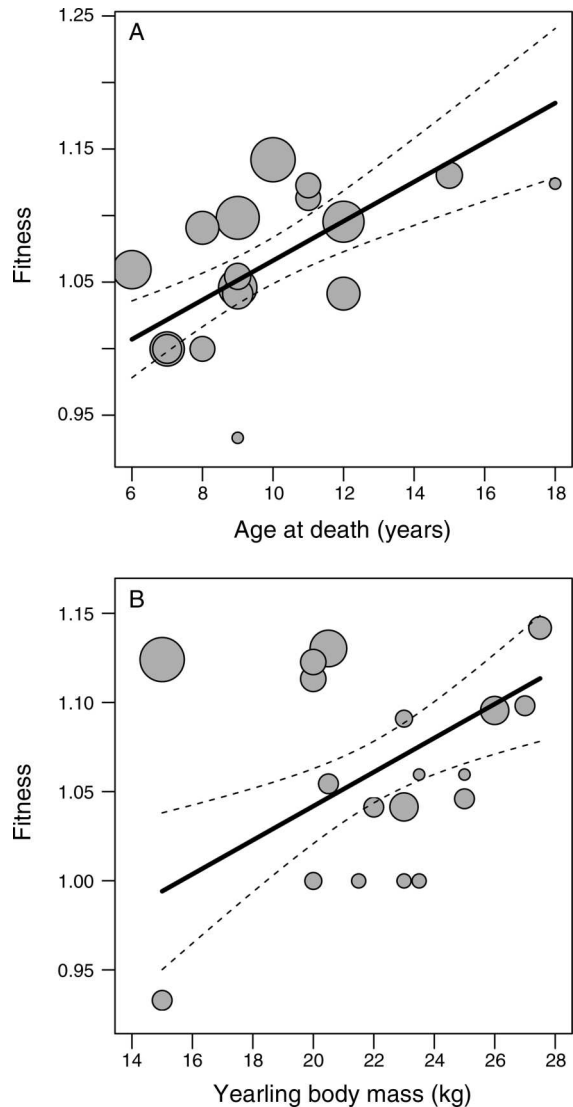 A
1.25
1.15
1.05
0.95
Fitness
6 8 10 12 14 16 18
Age at death (years)
B
1.15
1.10
1.05
1.00
0.95
Fitness
14 16 18 20 22 24 26 28
Yearling body mass (kg)